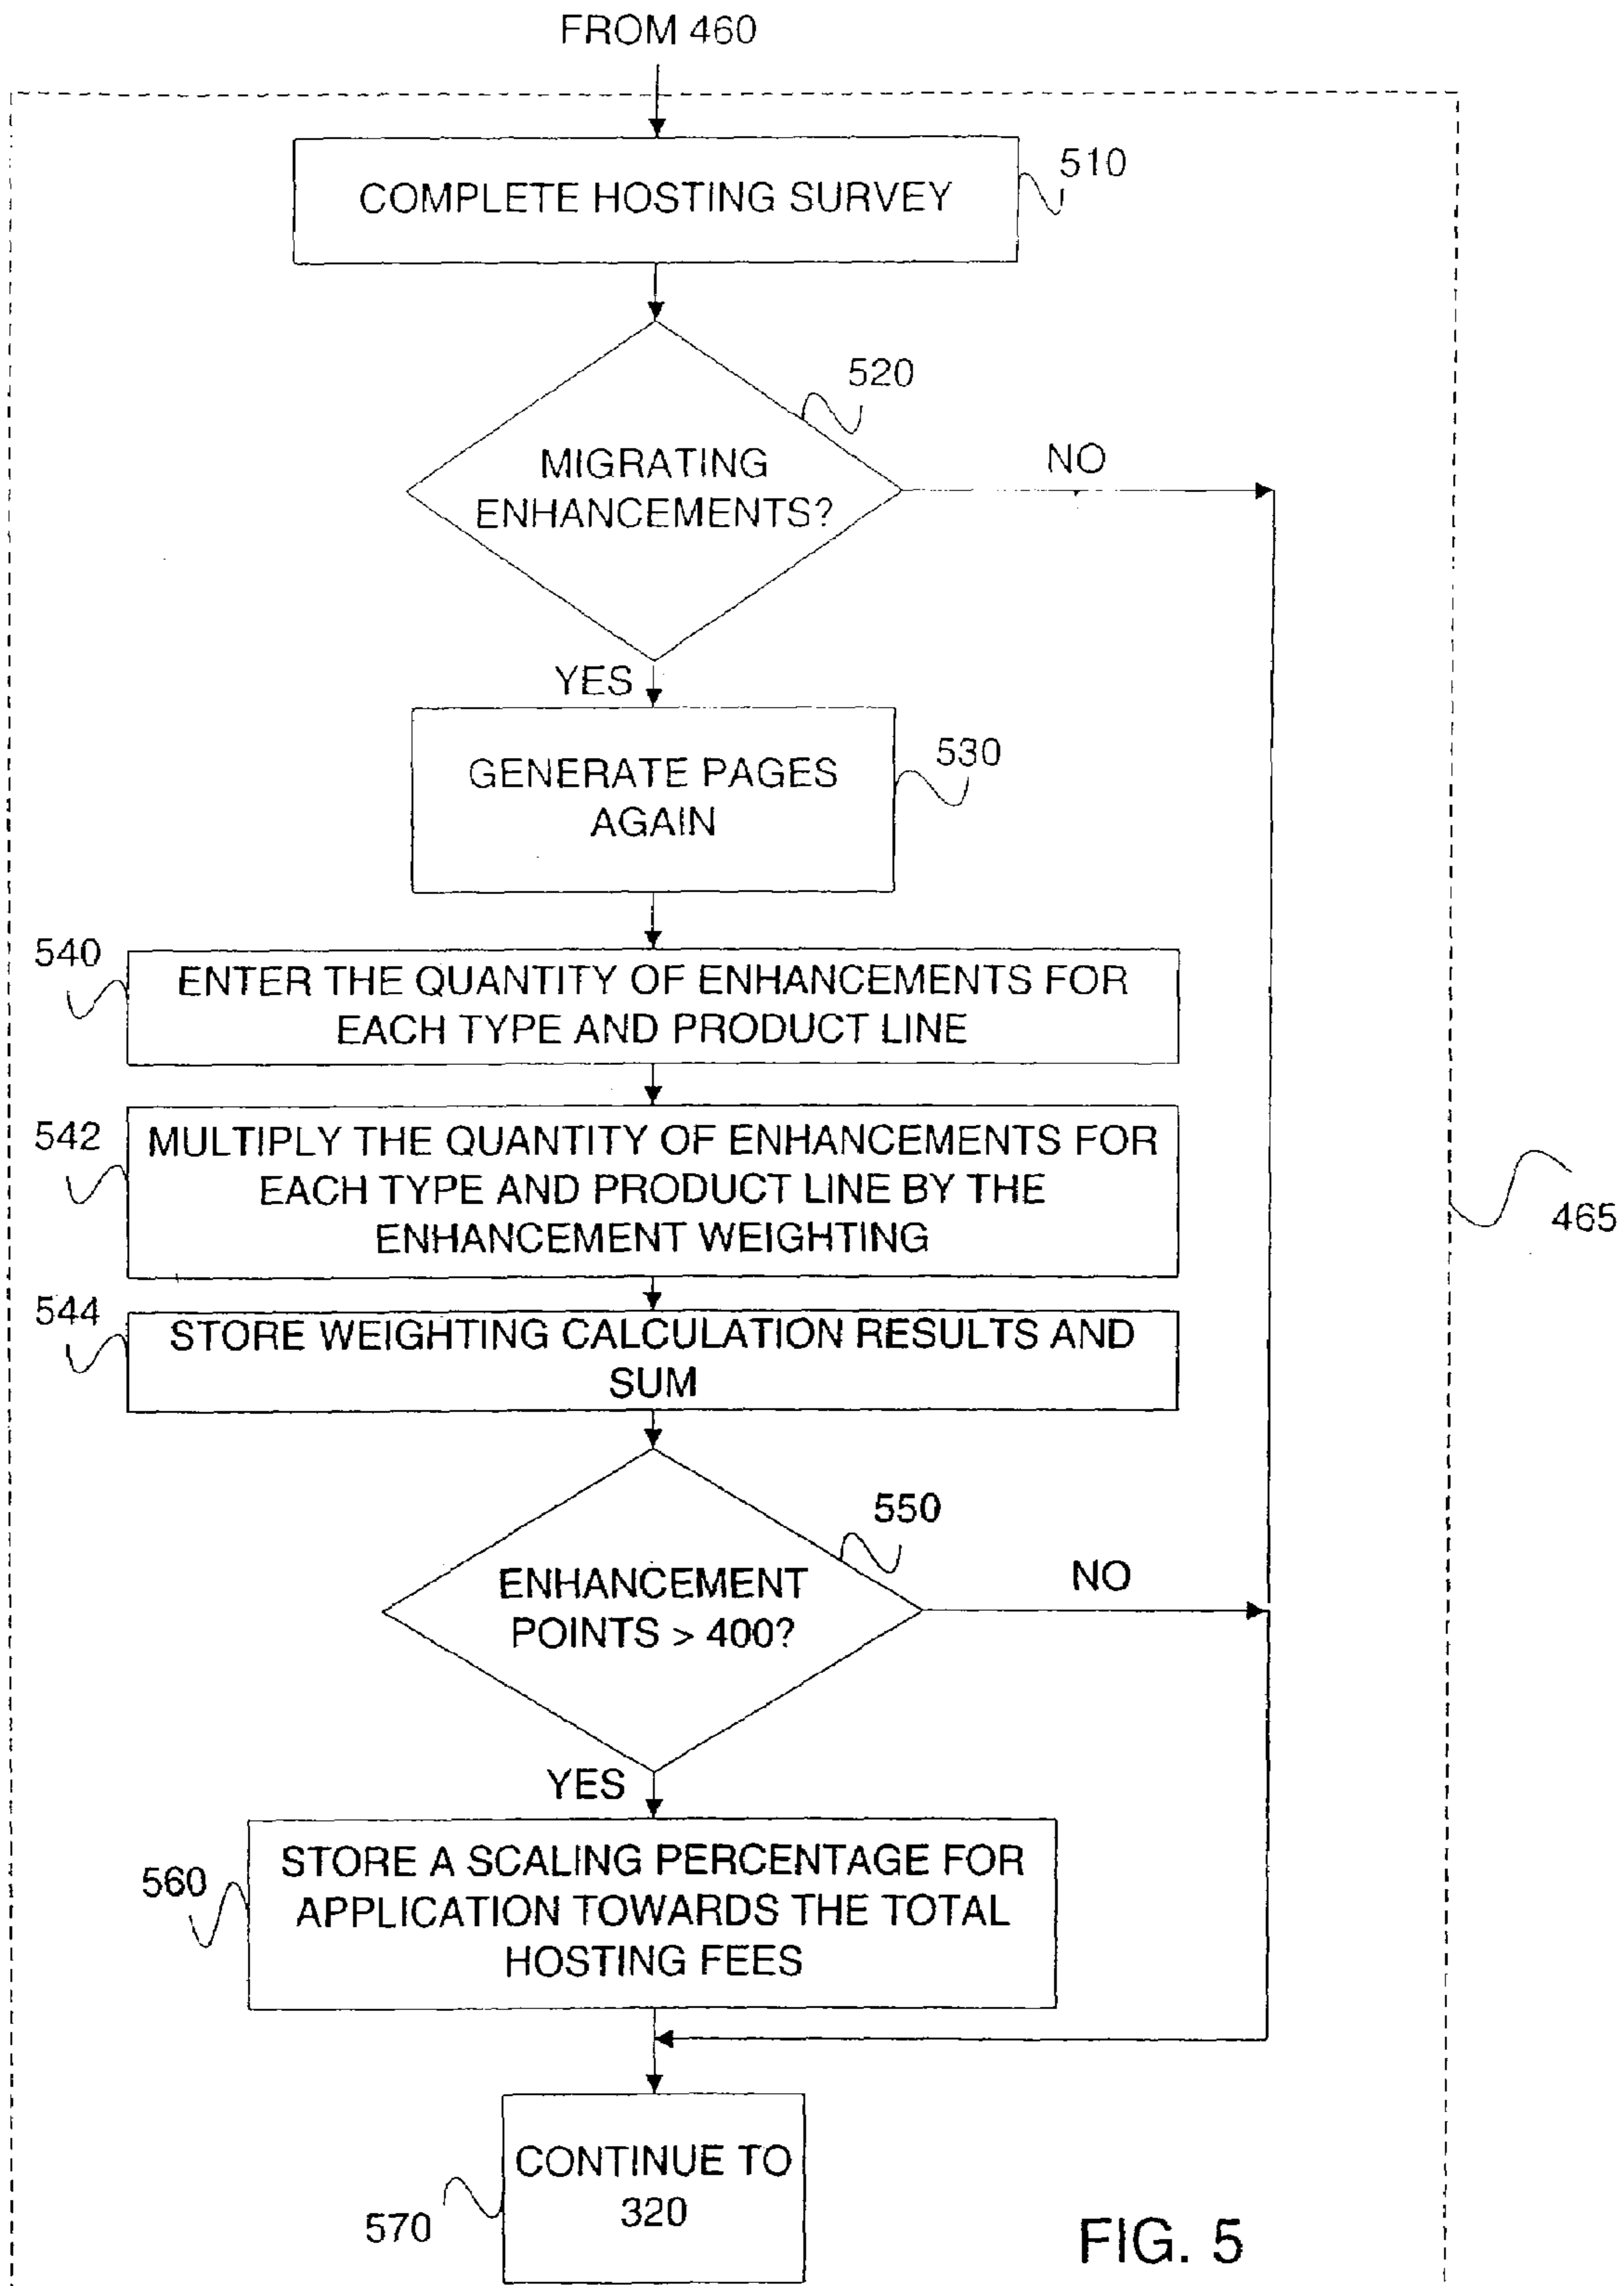 FROM 460
COMPLETE HOSTING SURVEY
510
520
MIGRATING
ENHANCEMENTS?
NO
YES
GENERATE PAGES
AGAIN
530
540
ENTER THE QUANTITY OF ENHANCEMENTS FOR
EACH TYPE AND PRODUCT LINE
542
MULTIPLY THE QUANTITY OF ENHANCEMENTS FOR
EACH TYPE AND PRODUCT LINE BY THE
ENHANCEMENT WEIGHTING
465
544
STORE WEIGHTING CALCULATION RESULTS AND
SUM
550
ENHANCEMENT
POINTS > 400?
NO
YES
560
STORE A SCALING PERCENTAGE FOR
APPLICATION TOWARDS THE TOTAL
HOSTING FEES
CONTINUE TO
320
570
FIG. 5